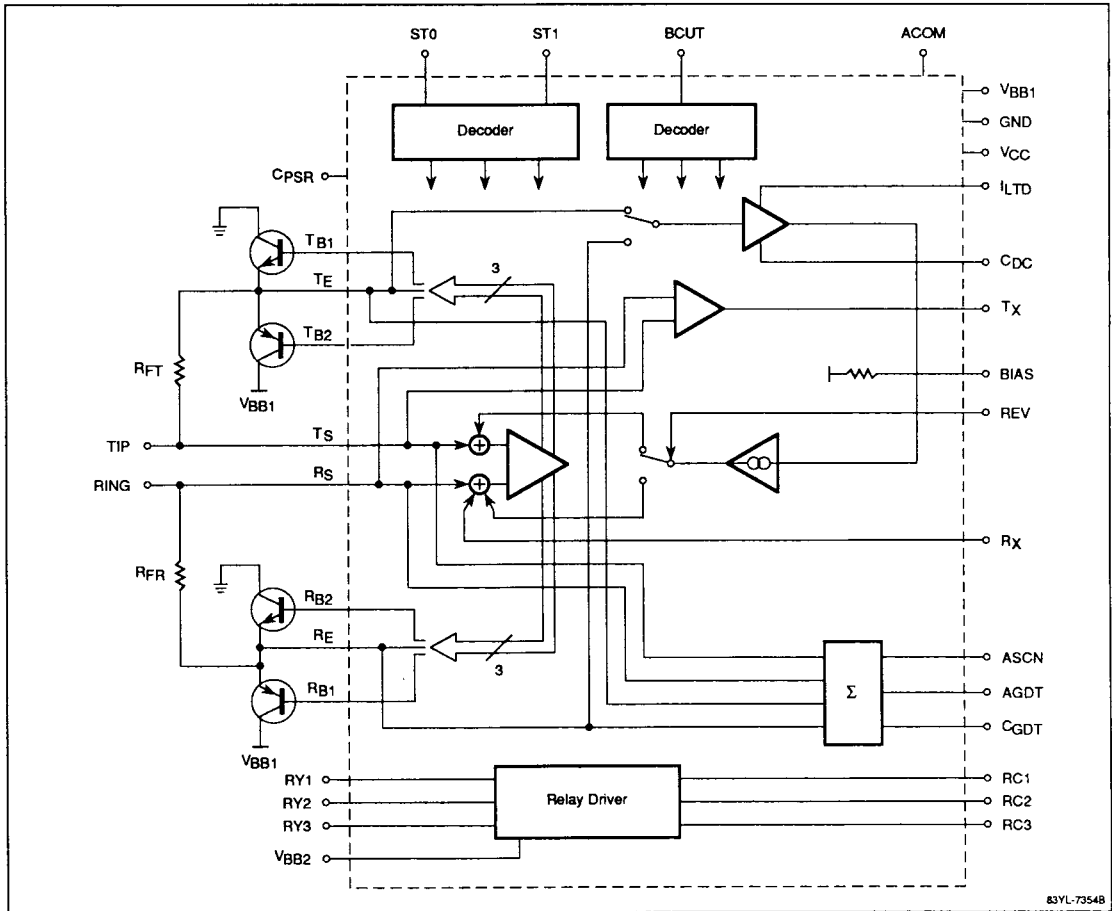 ST0
ST1
BCUT
ACOM
VBB1
GND
VCC
ILTD
CDC
TX
BIAS
REV
RX
ASCN
AGDT
CGDT
RC1
RC2
RC3
Decoder
Decoder
CPSR
TB1
TE
TB2
3
RFT
VBB1
TIP
TS
RING
RS
RFR
RB2
RE
RB1
3
VBB1
Σ
RY1
RY2
RY3
VBB2
Relay Driver
83YL-7354B